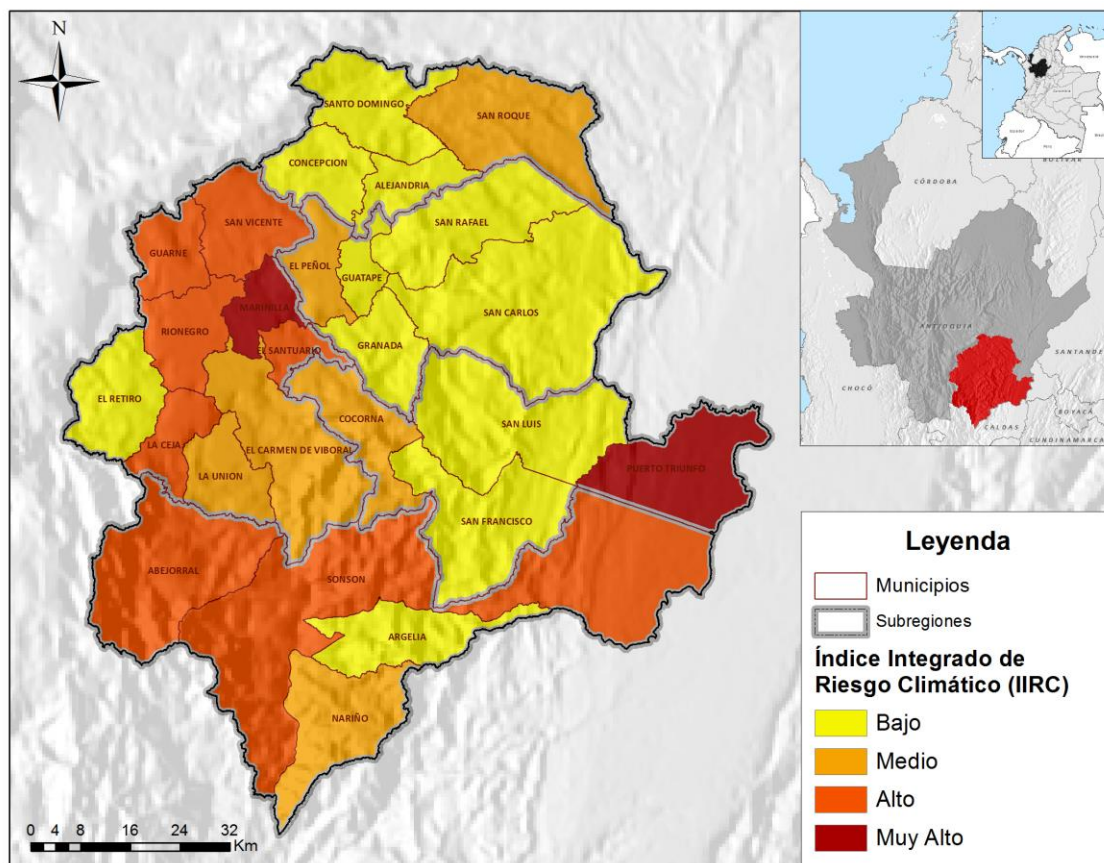 N
SANTO DOMINGO
SAN ROQUE
CONCEPCION
ALEJANDRIA
SAN VICENTE
SAN RAFAEL
GUARNE
EL PEÑOL
GUATAPE
MARINILLA
SAN CARLOS
RIONEGRO
GRANADA
EL SANTUARIO
EL RETIRO
COCORNA
SAN LUIS
LA CEJA
EL CARMEN DE VIBORAL
PUERTO TRIUNFO
LA UNION
SAN FRANCISCO
ABEJORRAL
SONSON
ARGELIA
NARIÑO
0 4 8 16 24 32
Km
CÓRDOBA
ANTIOQUIA
SANTANDE
CHOCÓ
BOYACÁ
CALDAS
CUNDINAMARCA
Leyenda
Municipios
Subregiones
Índice Integrado de
Riesgo Climático (IIRC)
Bajo
Medio
Alto
Muy Alto